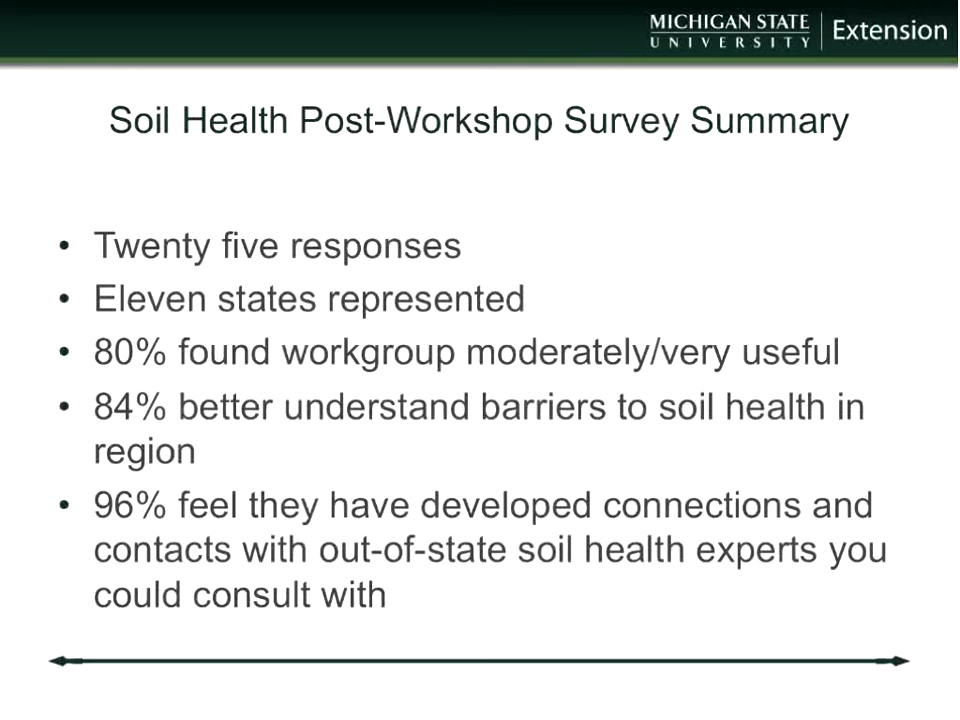 MICHIGAN STATE
UNIVERSITY
Extension
Soil Health Post-Workshop Survey Summary
• Twenty five responses
• Eleven states represented
• 80% found workgroup moderately/very useful
• 84% better understand barriers to soil health in
region
• 96% feel they have developed connections and
contacts with out-of-state soil health experts you
could consult with